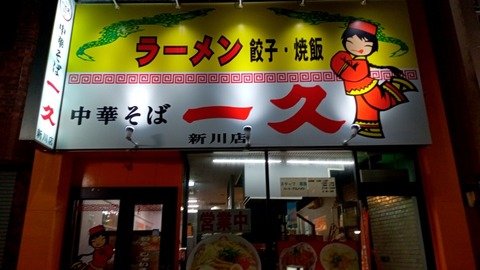 中華そば
一久
新川店
ラーメン 餃子・焼飯
中華そば 一久
新川店
営業中